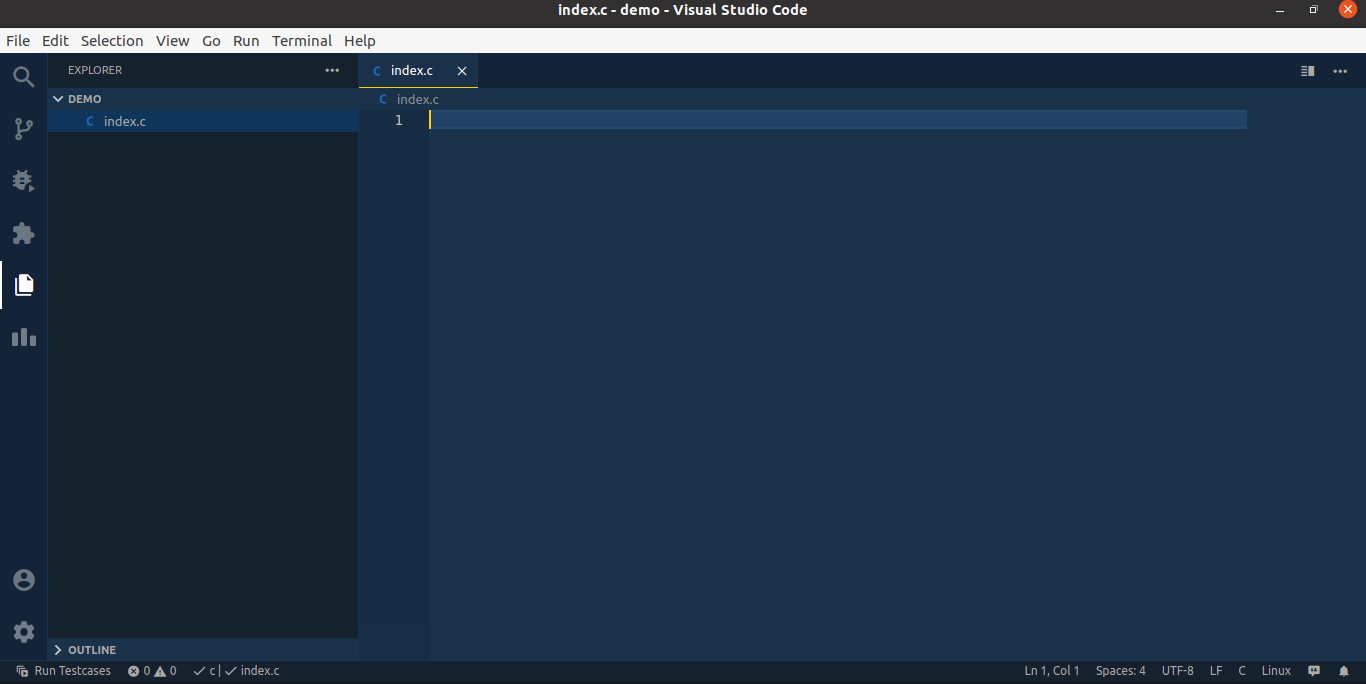 index.c - demo - Visual Studio Code
File Edit Selection View Go Run Terminal Help
EXPLORER
DEMO
C index.c
C index.c
C index.c
1
OUTLINE
Run Testcases 0 0 c | index.c Ln 1, Col 1 Spaces: 4 UTF-8 LF C Linux